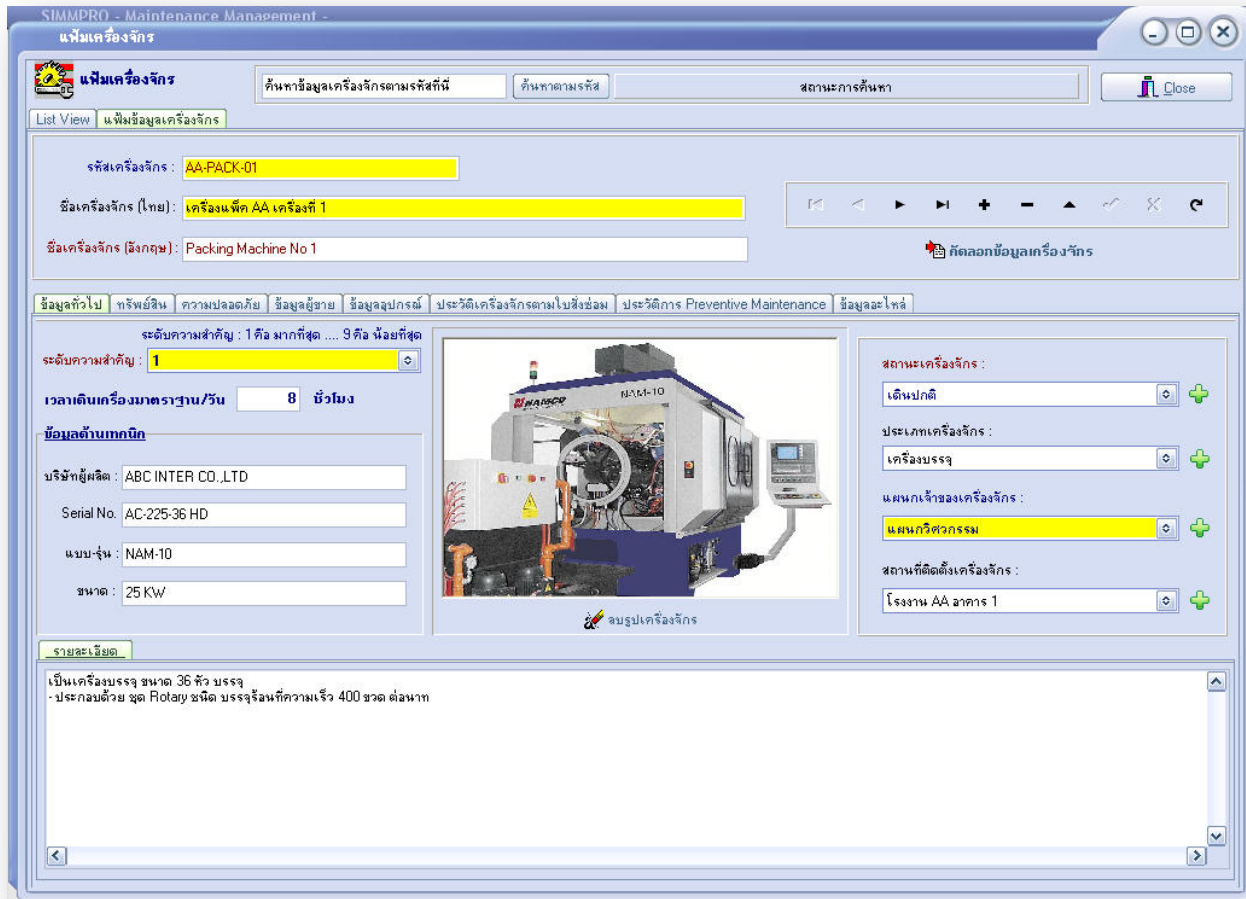 SIMMPRO - Maintenance Management -
แฟ้มเครื่องจักร
แฟ้มเครื่องจักร
ค้นหาข้อมูลเครื่องจักรตามรหัสที่นี่
ค้นหาตามรหัส
สถานะการค้นหา
Close
List View
แฟ้มข้อมูลเครื่องจักร
รหัสเครื่องจักร : AA-PACK-01
ชื่อเครื่องจักร (ไทย) : เครื่องแพ็ค AA เครื่องที่ 1
ชื่อเครื่องจักร (อังกฤษ) : Packing Machine No 1
คัดลอกข้อมูลเครื่องจักร
ข้อมูลทั่วไป
ทรัพย์สิน
ความปลอดภัย
ข้อมูลผู้ขาย
ข้อมูลอุปกรณ์
ประวัติเครื่องจักรตามใบสั่งซ่อม
ประวัติการ Preventive Maintenance
ข้อมูลอะไหล่
ระดับความสำคัญ : 1 คือ มากที่สุด .... 9 คือ น้อยที่สุด
ระดับความสำคัญ : 1
เวลาเดินเครื่องมาตราฐาน/วัน 8 ชั่วโมง
ข้อมูลด้านเทคนิก
บริษัทผู้ผลิต : ABC INTER CO.,LTD
Serial No. AC-225-36 HD
แบบ-รุ่น : NAM-10
ขนาด : 25 KW
NAMCO
NAM-10
ลบรูปเครื่องจักร
สถานะเครื่องจักร :
เดินปกติ
ประเภทเครื่องจักร :
เครื่องบรรจุ
แผนกเจ้าของเครื่องจักร :
แผนกวิศวกรรม
สถานที่ติดตั้งเครื่องจักร :
โรงงาน AA อาคาร 1
รายละเอียด
เป็นเครื่องบรรจุ ขนาด 36 หัว บรรจุ
- ประกอบด้วย ชุด Rotary ชนิด บรรจุร้อนที่ความเร็ว 400 ขวด ต่อนาท